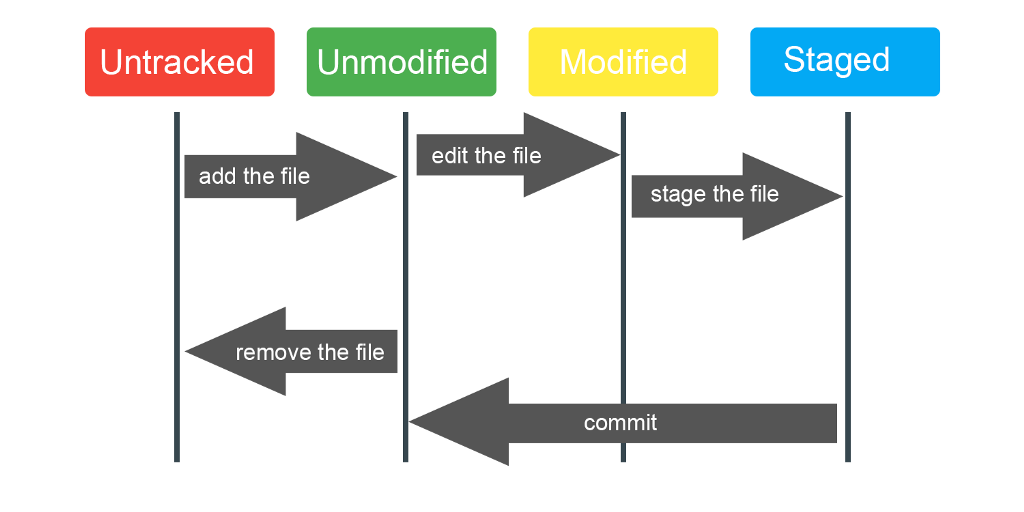 Untracked
Unmodified
Modified
Staged
add the file
edit the file
stage the file
remove the file
commit